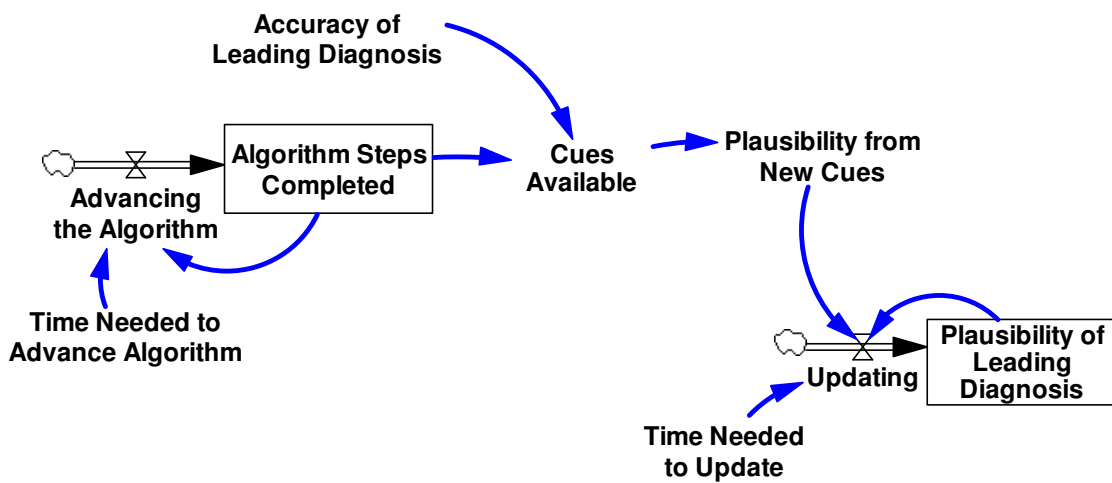 Accuracy of
Leading Diagnosis
Algorithm Steps
Completed
Cues
Available
Plausibility from
New Cues
Advancing
the Algorithm
Time Needed to
Advance Algorithm
Plausibility of
Leading
Diagnosis
Updating
Time Needed
to Update